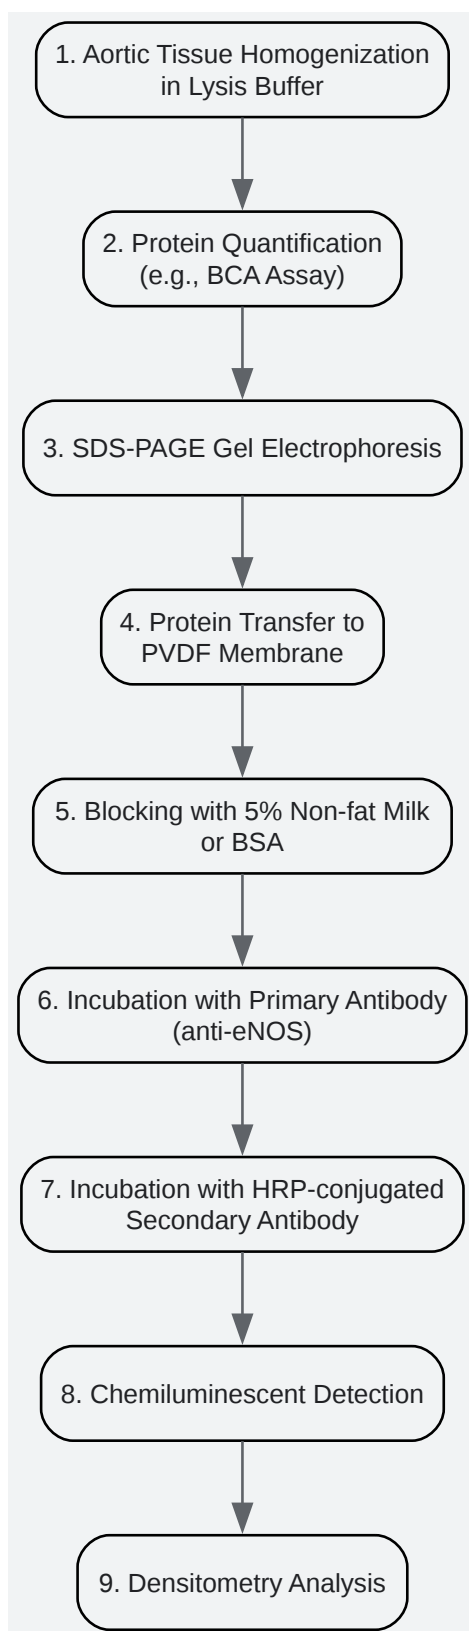 1. Aortic Tissue Homogenization
in Lysis Buffer
2. Protein Quantification
(e.g., BCA Assay)
3. SDS-PAGE Gel Electrophoresis
4. Protein Transfer to
PVDF Membrane
5. Blocking with 5% Non-fat Milk
or BSA
6. Incubation with Primary Antibody
(anti-eNOS)
7. Incubation with HRP-conjugated
Secondary Antibody
8. Chemiluminescent Detection
9. Densitometry Analysis